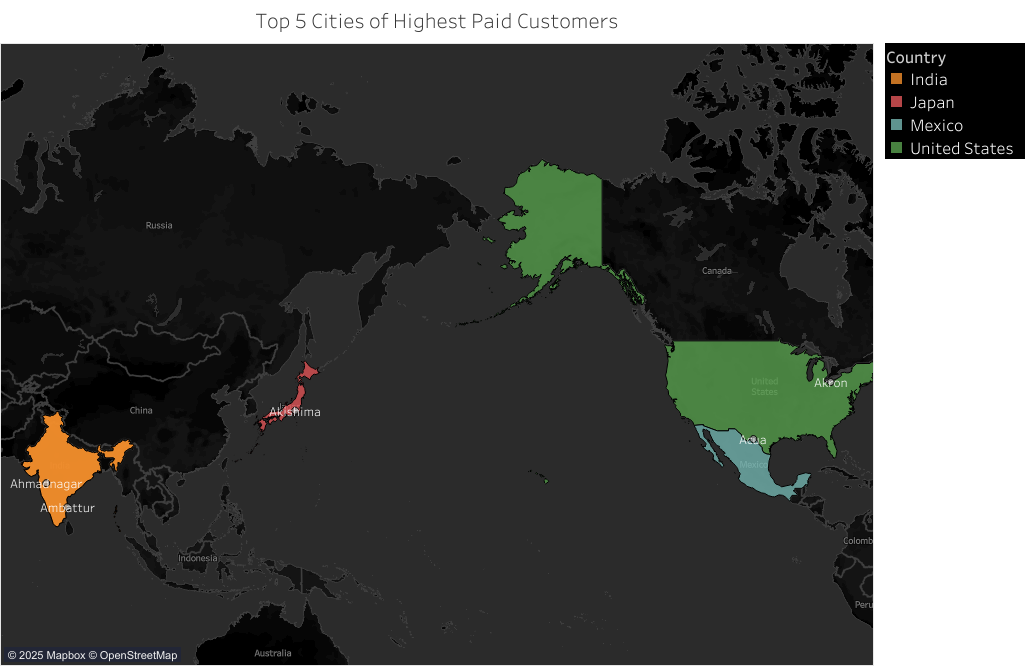 Top 5 Cities of Highest Paid Customers
Country
India
Japan
Mexico
United States
Russia
Canada
United
States
Akron
China
Akishima
Acua
Mexico
Ahmadnagar
Ambattur
Indonesia
Colomb
Peru
Australia
© 2025 Mapbox © OpenStreetMap